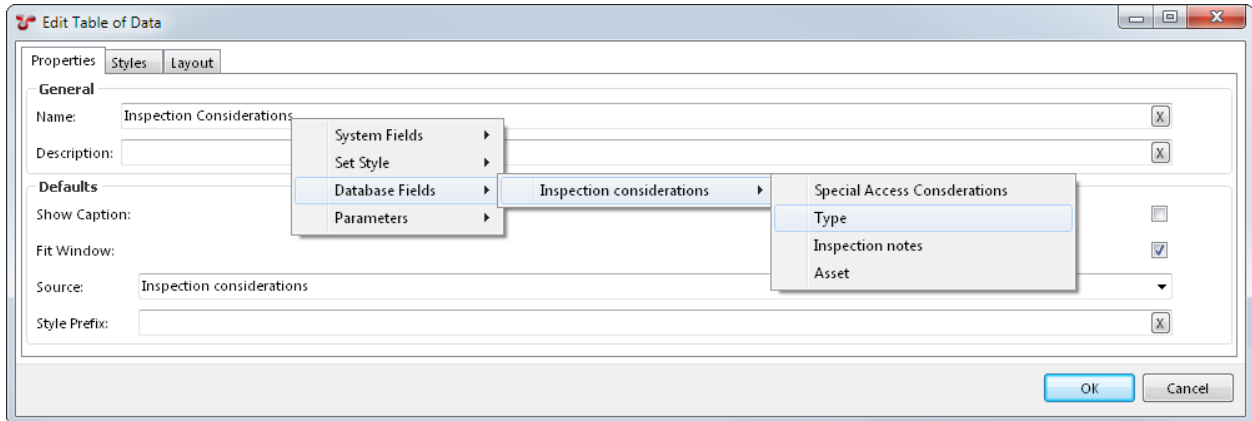 Edit Table of Data
Properties Styles Layout
General
Name: Inspection Considerations
X
System Fields
Description:
X
Set Style
Defaults
Database Fields
Inspection considerations
Special Access Consderations
Show Caption:
Parameters
Type
Fit Window:
Inspection notes
Asset
Source: Inspection considerations
Style Prefix:
X
OK Cancel